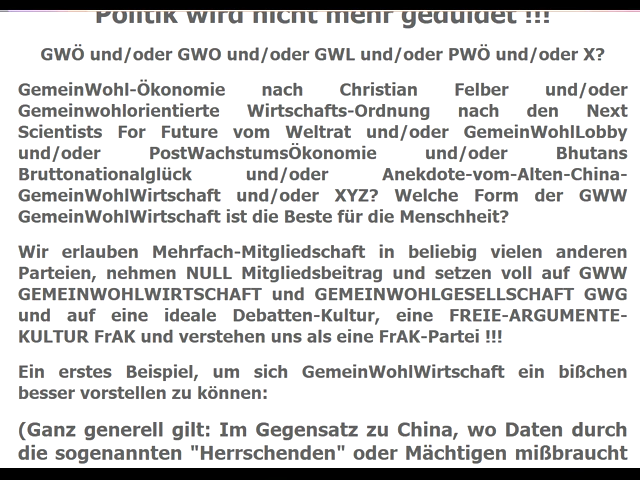 Politik wird nicht mehr geduldet !!!
GWÖ und/oder GWO und/oder GWL und/oder PWÖ und/oder X?
GemeinWohl-Ökonomie nach Christian Felber und/oder
Gemeinwohlorientierte Wirtschafts-Ordnung nach den Next
Scientists For Future vom Weltrat und/oder GemeinWohlLobby
und/oder PostWachstumsÖkonomie und/oder Bhutans
Bruttonationalglück und/oder Anekdote-vom-Alten-China-
GemeinWohlWirtschaft und/oder XYZ? Welche Form der GWW
GemeinWohlWirtschaft ist die Beste für die Menschheit?
Wir erlauben Mehrfach-Mitgliedschaft in beliebig vielen anderen
Parteien, nehmen NULL Mitgliedsbeitrag und setzen voll auf GWW
GEMEINWOHLWIRTSCHAFT und GEMEINWOHLGESELLSCHAFT GWG
und auf eine ideale Debatten-Kultur, eine FREIE-ARGUMENTE-
KULTUR FrAK und verstehen uns als eine FrAK-Partei !!!
Ein erstes Beispiel, um sich GemeinWohlWirtschaft ein bißchen
besser vorstellen zu können:
(Ganz generell gilt: Im Gegensatz zu China, wo Daten durch
die sogenannten "Herrschenden" oder Mächtigen mißbraucht